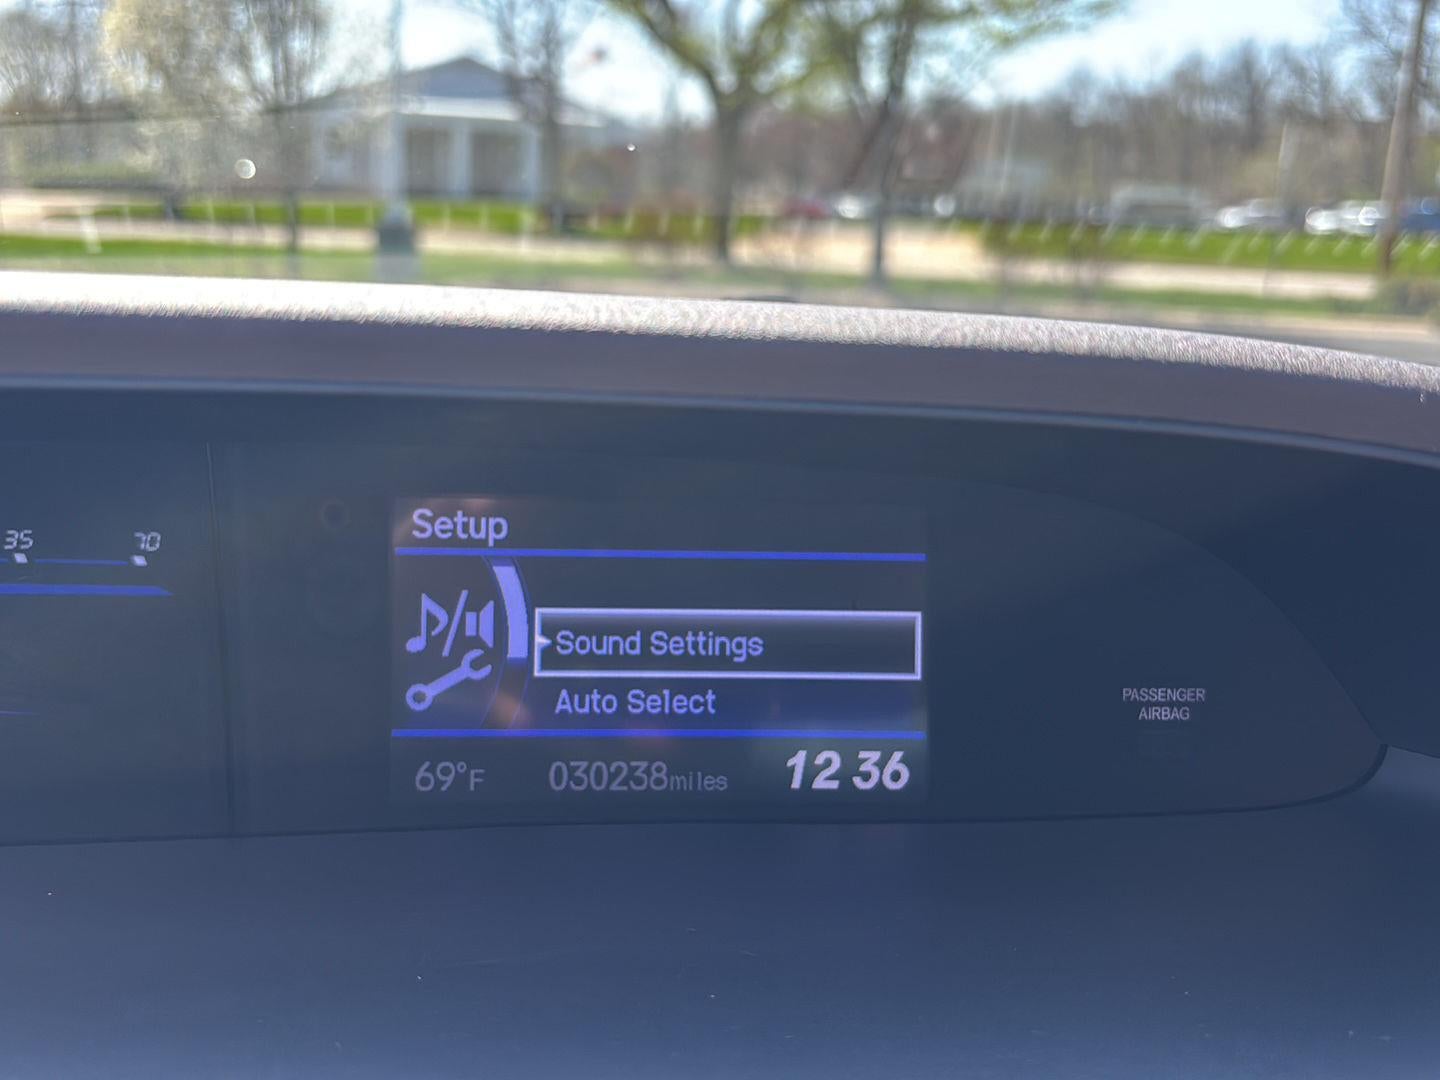 35 70
Setup
Sound Settings
Auto Select
69°F 030238miles 12 36
PASSENGER
AIRBAG